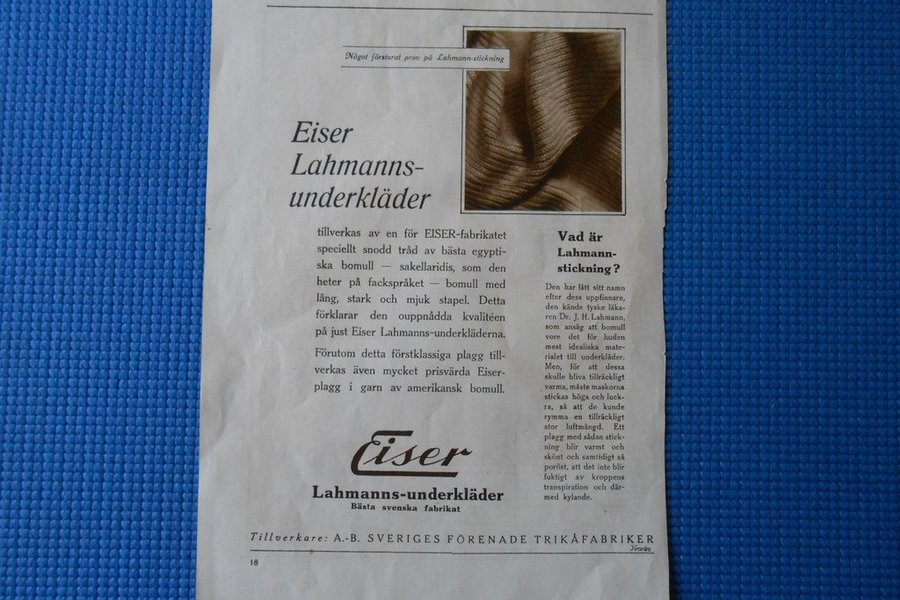 Något förstorat prov på Lahmann-stickning
Eiser
Lahmanns-
underkläder
tillverkas av en för EISER-fabrikatet
speciellt snodd tråd av bästa egypti-
ska bomull — sakellaridis, som den
heter på fackspråket — bomull med
lång, stark och mjuk stapel. Detta
förklarar den ouppnådda kvalitéen
på just Eiser Lahmanns-underkläderna.
Förutom detta förstklassiga plagg till-
verkas även mycket prisvärda Eiser-
plagg i garn av amerikansk bomull.
Vad är
Lahmann-
stickning?
Den har fått sitt namn
efter dess uppfinnare,
den kände tyske läka-
ren Dr. J. H. Lahmann,
som ansåg att bomull
vore det för huden
mest idealiska mate-
rialet till underkläder.
Men, för att dessa
skulle bliva tillräckligt
varma, måste maskorna
stickas höga och luck-
ra, så att de kunde
rymma en tillräckligt
stor luftmängd. Ett
plagg med sådan stick-
ning blir varmt och
skönt och samtidigt så
poröst, att det inte blir
fuktigt av kroppens
transpiration och där-
med kylande.
Eiser
Lahmanns-underkläder
Bästa svenska fabrikat
Tillverkare: A.-B. SVERIGES FÖRENADE TRIKÅFABRIKER
18